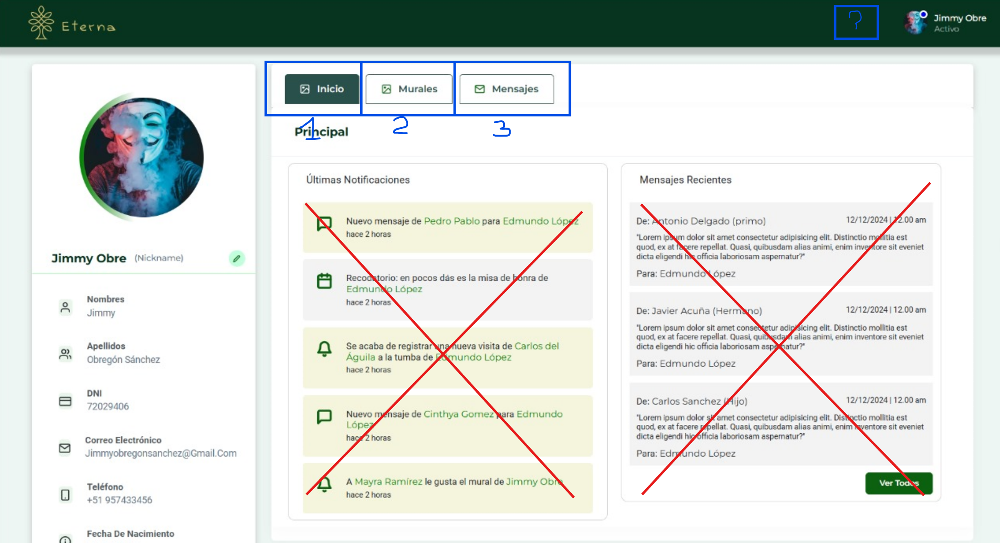 Eterna
?
Jimmy Obre
Activo
Inicio
Murales
Mensajes
1
2
3
Principal
Jimmy Obre (Nickname)
Nombres
Jimmy
Apellidos
Obregón Sánchez
DNI
72029406
Correo Electrónico
Jimmyobregonsanchez@Gmail.Com
Teléfono
+51 957433456
Fecha De Nacimiento
Últimas Notificaciones
Nuevo mensaje de Pedro Pablo para Edmundo López
hace 2 horas
Recodatorio: en pocos dás es la misa de honra de
Edmundo López
hace 2 horas
Se acaba de registrar una nueva visita de Carlos del
Águila a la tumba de Edmundo López
hace 2 horas
Nuevo mensaje de Cinthya Gomez para Edmundo
López
hace 2 horas
A Mayra Ramírez le gusta el mural de Jimmy Obre
hace 2 horas
Mensajes Recientes
De: Antonio Delgado (primo) 12/12/2024 | 12.00 am
"Lorem ipsum dolor sit amet consectetur adipisicing elit. Distinctio mollitia est
quod, ex at facere repellat. Quasi, quibusdam alias animi, enim inventore sit eveniet
dicta eligendi hic officia laboriosam aspernatur?"
Para: Edmundo López
De: Javier Acuña (Hermano) 12/12/2024 | 12.00 am
"Lorem ipsum dolor sit amet consectetur adipisicing elit. Distinctio mollitia est
quod, ex at facere repellat. Quasi, quibusdam alias animi, enim inventore sit eveniet
dicta eligendi hic officia laboriosam aspernatur?"
Para: Edmundo López
De: Carlos Sanchez (Hijo) 12/12/2024 | 12.00 am
"Lorem ipsum dolor sit amet consectetur adipisicing elit. Distinctio mollitia est
quod, ex at facere repellat. Quasi, quibusdam alias animi, enim inventore sit eveniet
dicta eligendi hic officia laboriosam aspernatur?"
Para: Edmundo López
Ver Todos